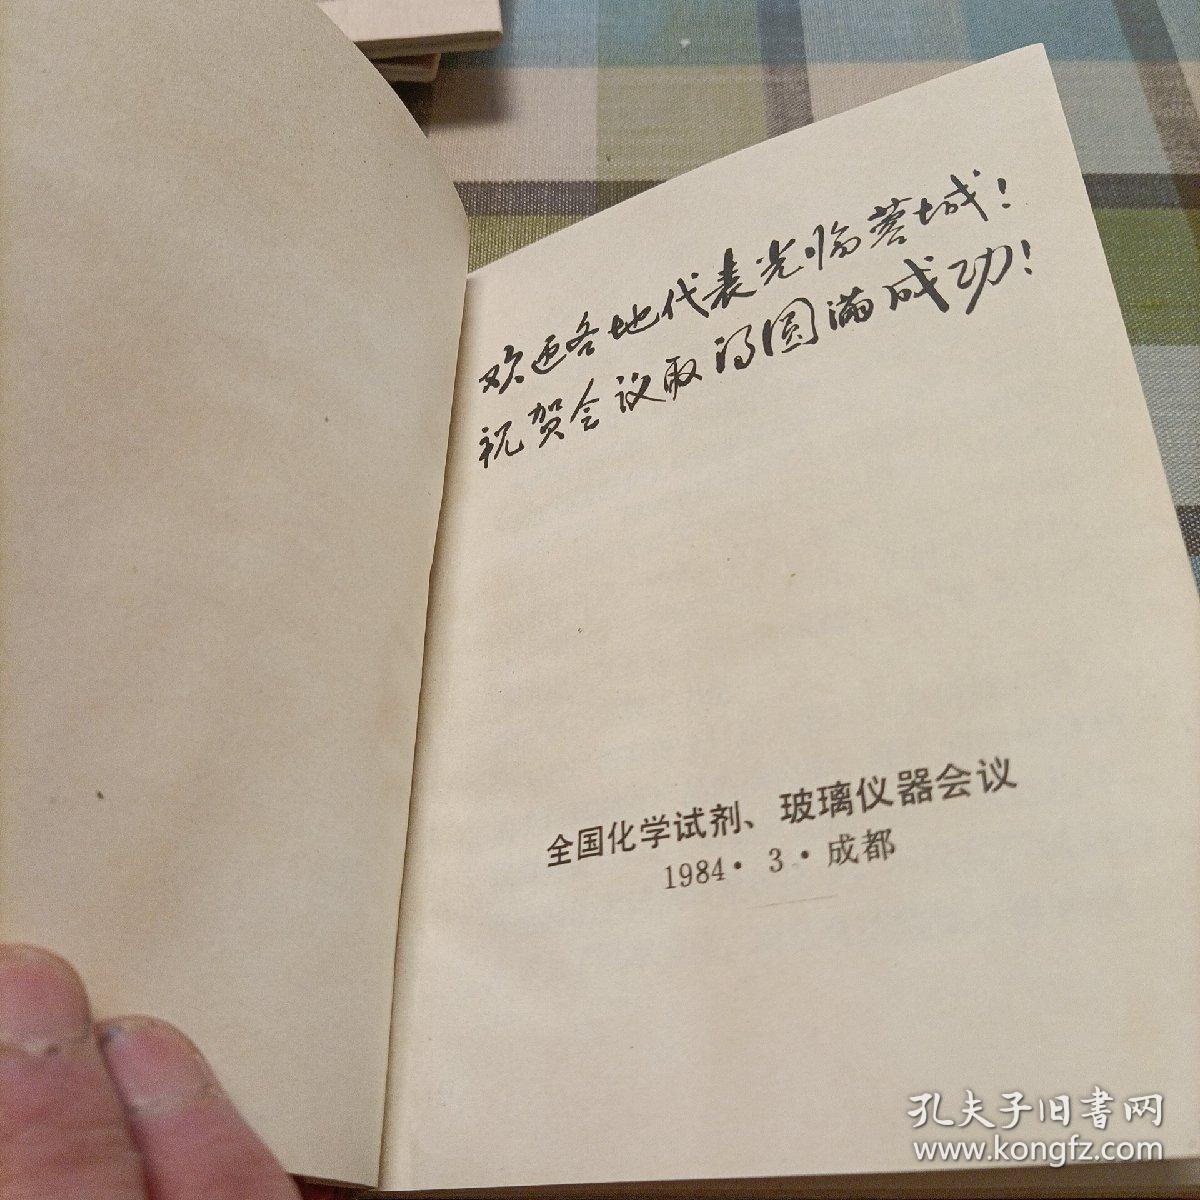 欢迎各地代表光临蓉城！
祝贺会议取得圆满成功！
全国化学试剂、玻璃仪器会议
1984·3·成都
孔夫子旧书网
www.kongfz.com